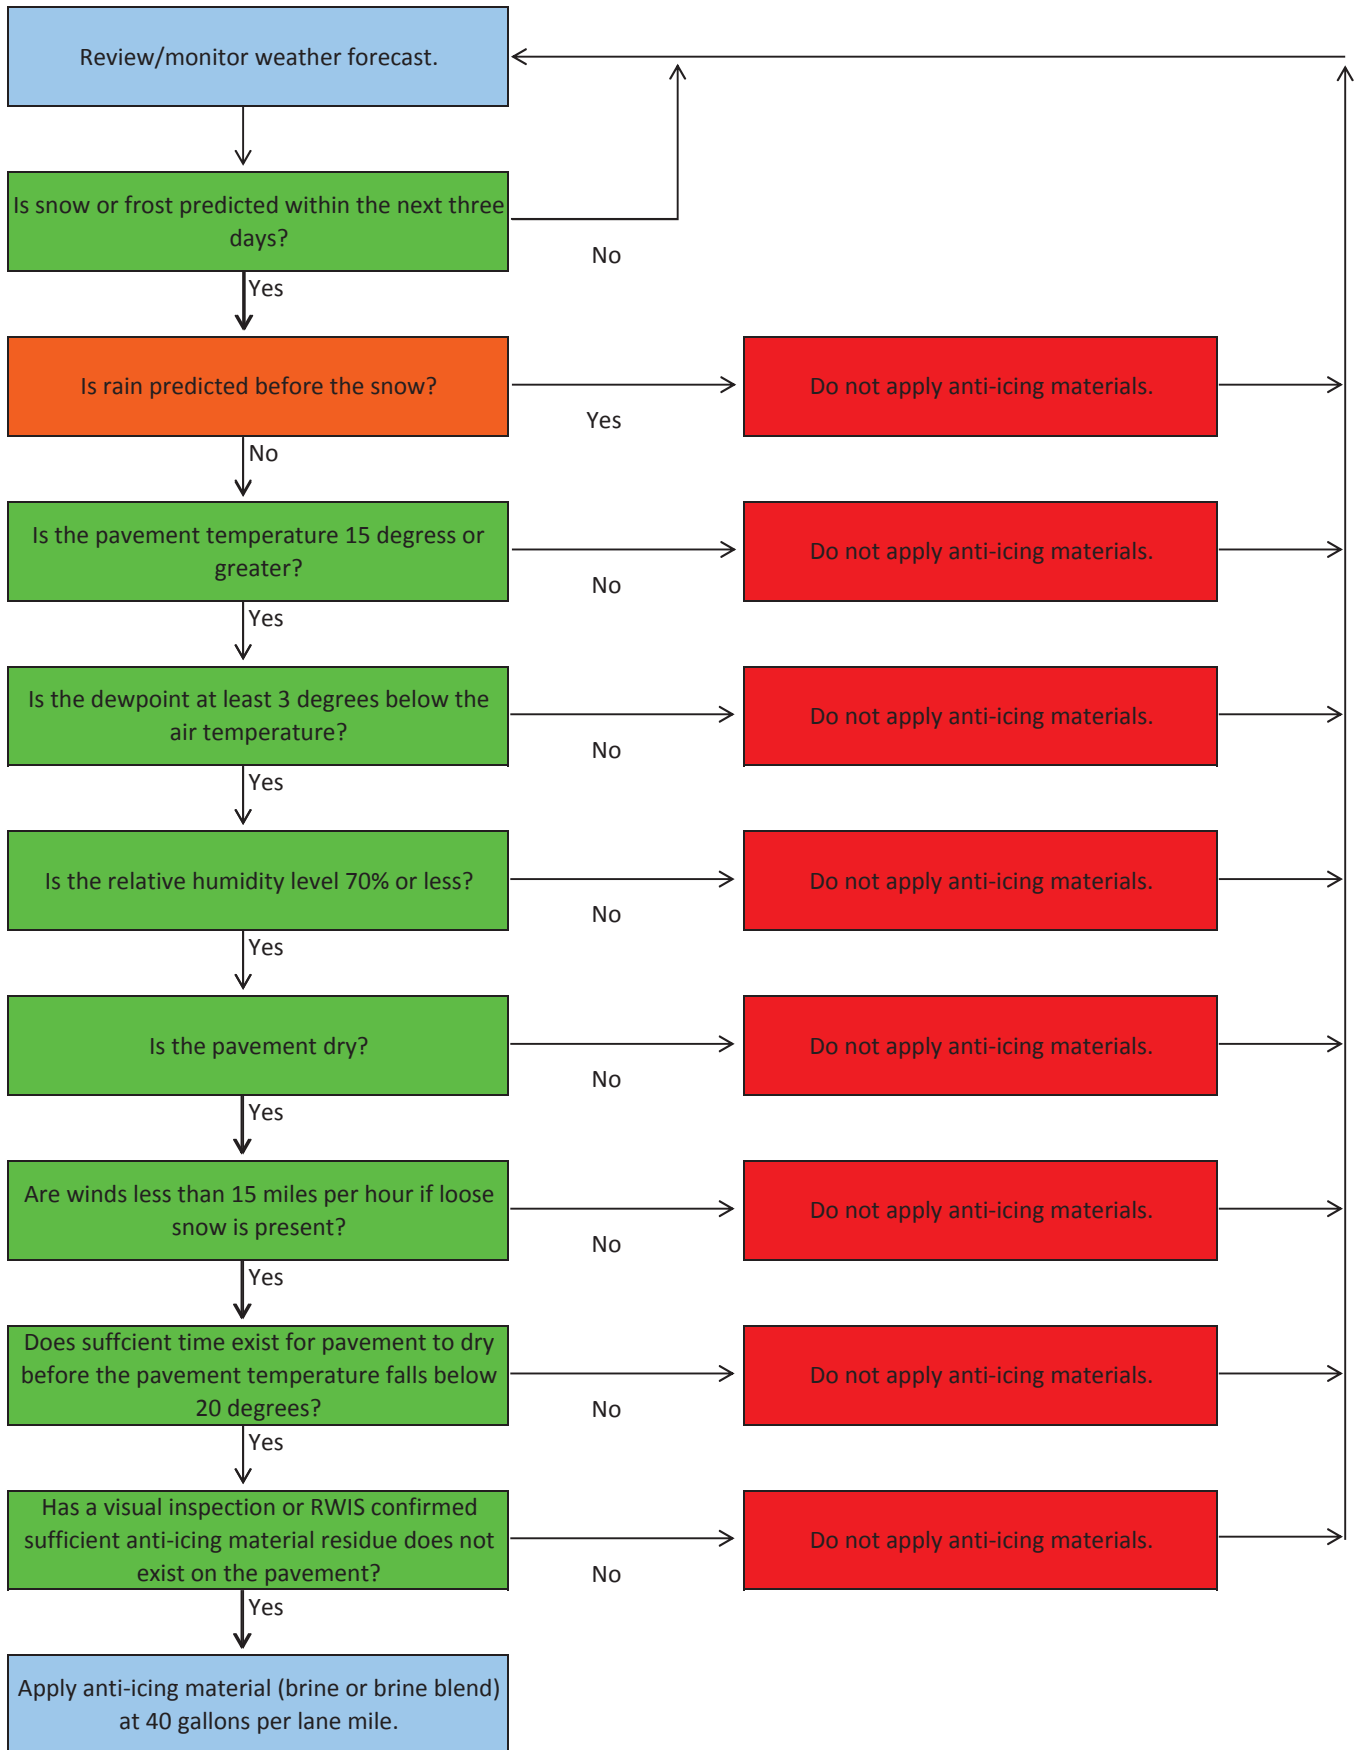 Review/monitor weather forecast.
Is snow or frost predicted within the next three
days?
No
Yes
Is rain predicted before the snow?
Yes
Do not apply anti-icing materials.
No
Is the pavement temperature 15 degress or
greater?
No
Do not apply anti-icing materials.
Yes
Is the dewpoint at least 3 degrees below the
air temperature?
No
Do not apply anti-icing materials.
Yes
Is the relative humidity level 70% or less?
No
Do not apply anti-icing materials.
Yes
Is the pavement dry?
No
Do not apply anti-icing materials.
Yes
Are winds less than 15 miles per hour if loose
snow is present?
No
Do not apply anti-icing materials.
Yes
Does suffcient time exist for pavement to dry
before the pavement temperature falls below
20 degrees?
No
Do not apply anti-icing materials.
Yes
Has a visual inspection or RWIS confirmed
sufficient anti-icing material residue does not
exist on the pavement?
No
Do not apply anti-icing materials.
Yes
Apply anti-icing material (brine or brine blend)
at 40 gallons per lane mile.